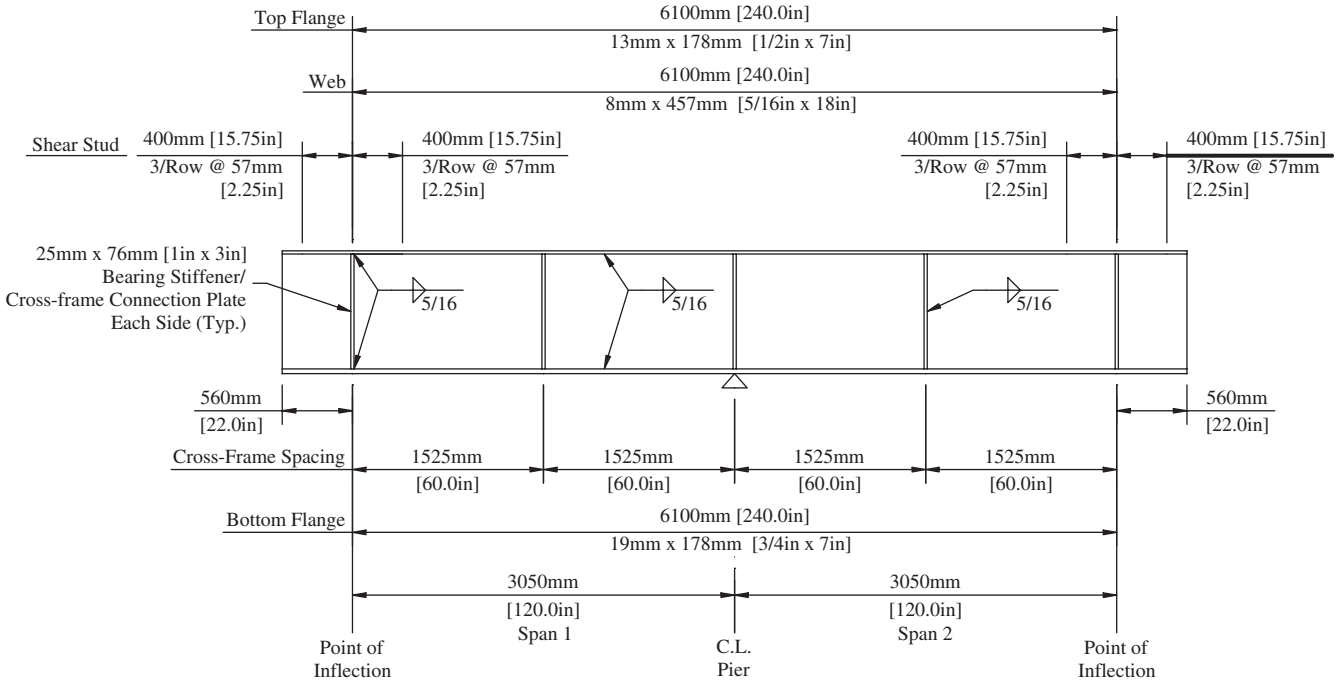 Top Flange
6100mm [240.0in]
13mm x 178mm [1/2in x 7in]
Web
6100mm [240.0in]
8mm x 457mm [5/16in x 18in]
Shear Stud
400mm [15.75in]
3/Row @ 57mm
[2.25in]
400mm [15.75in]
3/Row @ 57mm
[2.25in]
400mm [15.75in]
3/Row @ 57mm
[2.25in]
400mm [15.75in]
3/Row @ 57mm
[2.25in]
25mm x 76mm [1in x 3in]
Bearing Stiffener/
Cross-frame Connection Plate
Each Side (Typ.)
5/16
5/16
5/16
560mm
[22.0in]
560mm
[22.0in]
Cross-Frame Spacing
1525mm
[60.0in]
1525mm
[60.0in]
1525mm
[60.0in]
1525mm
[60.0in]
Bottom Flange
6100mm [240.0in]
19mm x 178mm [3/4in x 7in]
3050mm
[120.0in]
Span 1
3050mm
[120.0in]
Span 2
Point of
Inflection
C.L.
Pier
Point of
Inflection